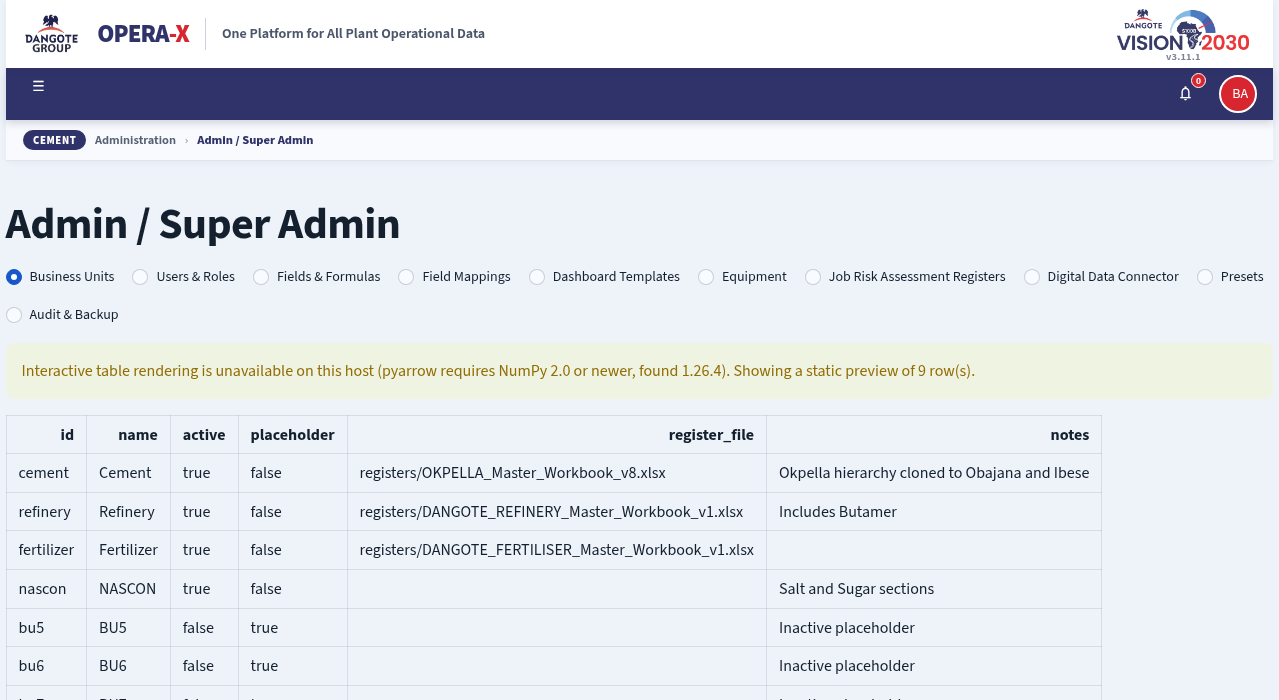 DANGOTE
GROUP
OPERA-X
One Platform for All Plant Operational Data
DANGOTE
$100B
VISION 2030
v3.11.1
☰
0
BA
CEMENT Administration › Admin / Super Admin
Admin / Super Admin
Business Units Users & Roles Fields & Formulas Field Mappings Dashboard Templates Equipment Job Risk Assessment Registers Digital Data Connector Presets
Audit & Backup
Interactive table rendering is unavailable on this host (pyarrow requires NumPy 2.0 or newer, found 1.26.4). Showing a static preview of 9 row(s).
id name active placeholder register_file notes
cement Cement true false registers/OKPELLA_Master_Workbook_v8.xlsx Okpella hierarchy cloned to Obajana and Ibese
refinery Refinery true false registers/DANGOTE_REFINERY_Master_Workbook_v1.xlsx Includes Butamer
fertilizer Fertilizer true false registers/DANGOTE_FERTILISER_Master_Workbook_v1.xlsx
nascon NASCON true false Salt and Sugar sections
bu5 BU5 false true Inactive placeholder
bu6 BU6 false true Inactive placeholder